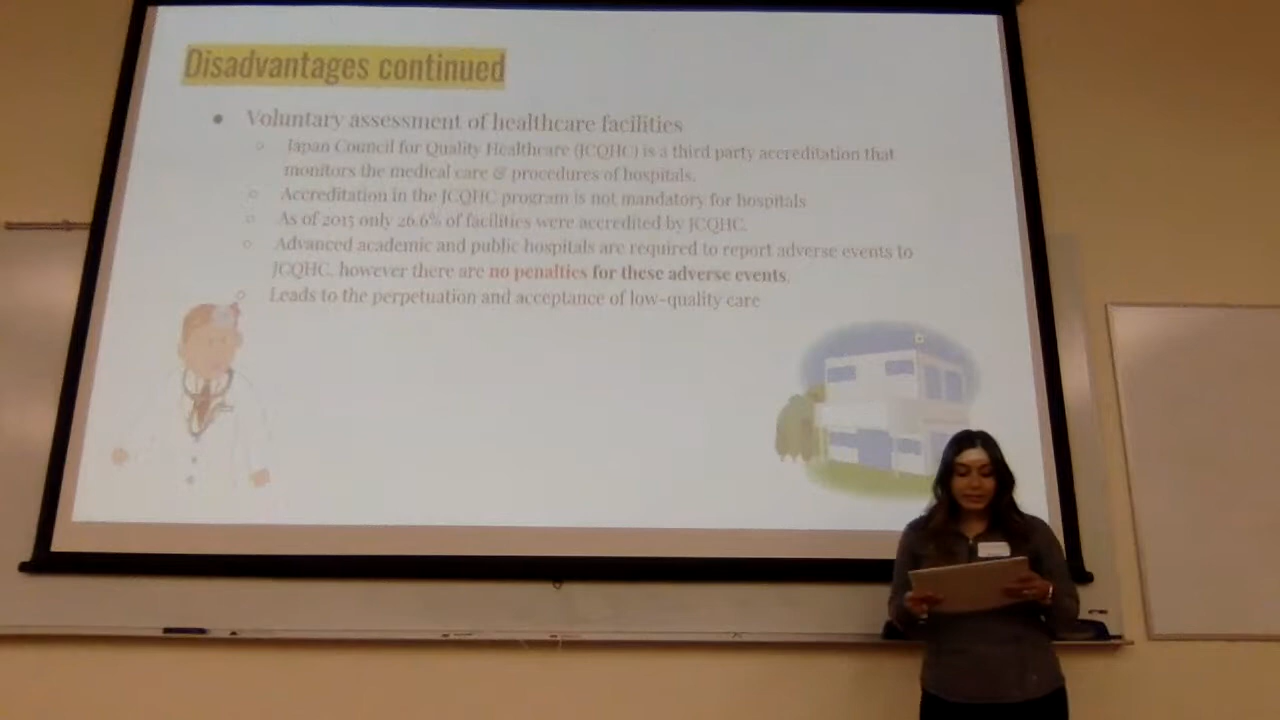 Disadvantages continued
● Voluntary assessment of healthcare facilities
○ Japan Council for Quality Healthcare (JCQHC) is a third party accreditation that
monitors the medical care & procedures of hospitals.
○ Accreditation in the JCQHC program is not mandatory for hospitals
○ As of 2013 only 26.6% of facilities were accredited by JCQHC.
○ Advanced academic and public hospitals are required to report adverse events to
JCQHC, however there are no penalties for these adverse events.
○ Leads to the perpetuation and acceptance of low-quality care